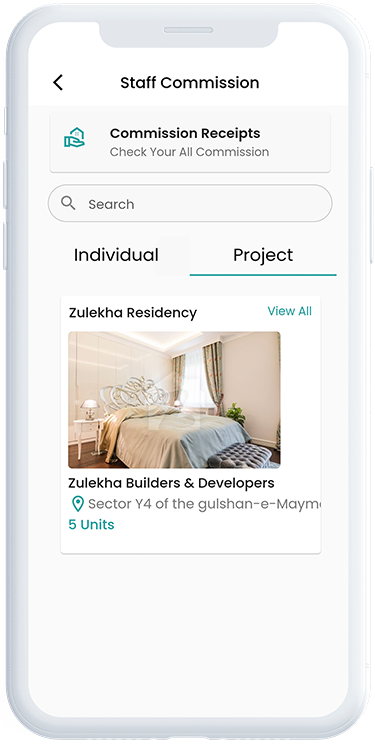 Staff Commission
Commission Receipts
Check Your All Commission
Search
Individual Project
Zulekha Residency View All
Zulekha Builders & Developers
Sector Y4 of the gulshan-e-Mayme
5 Units